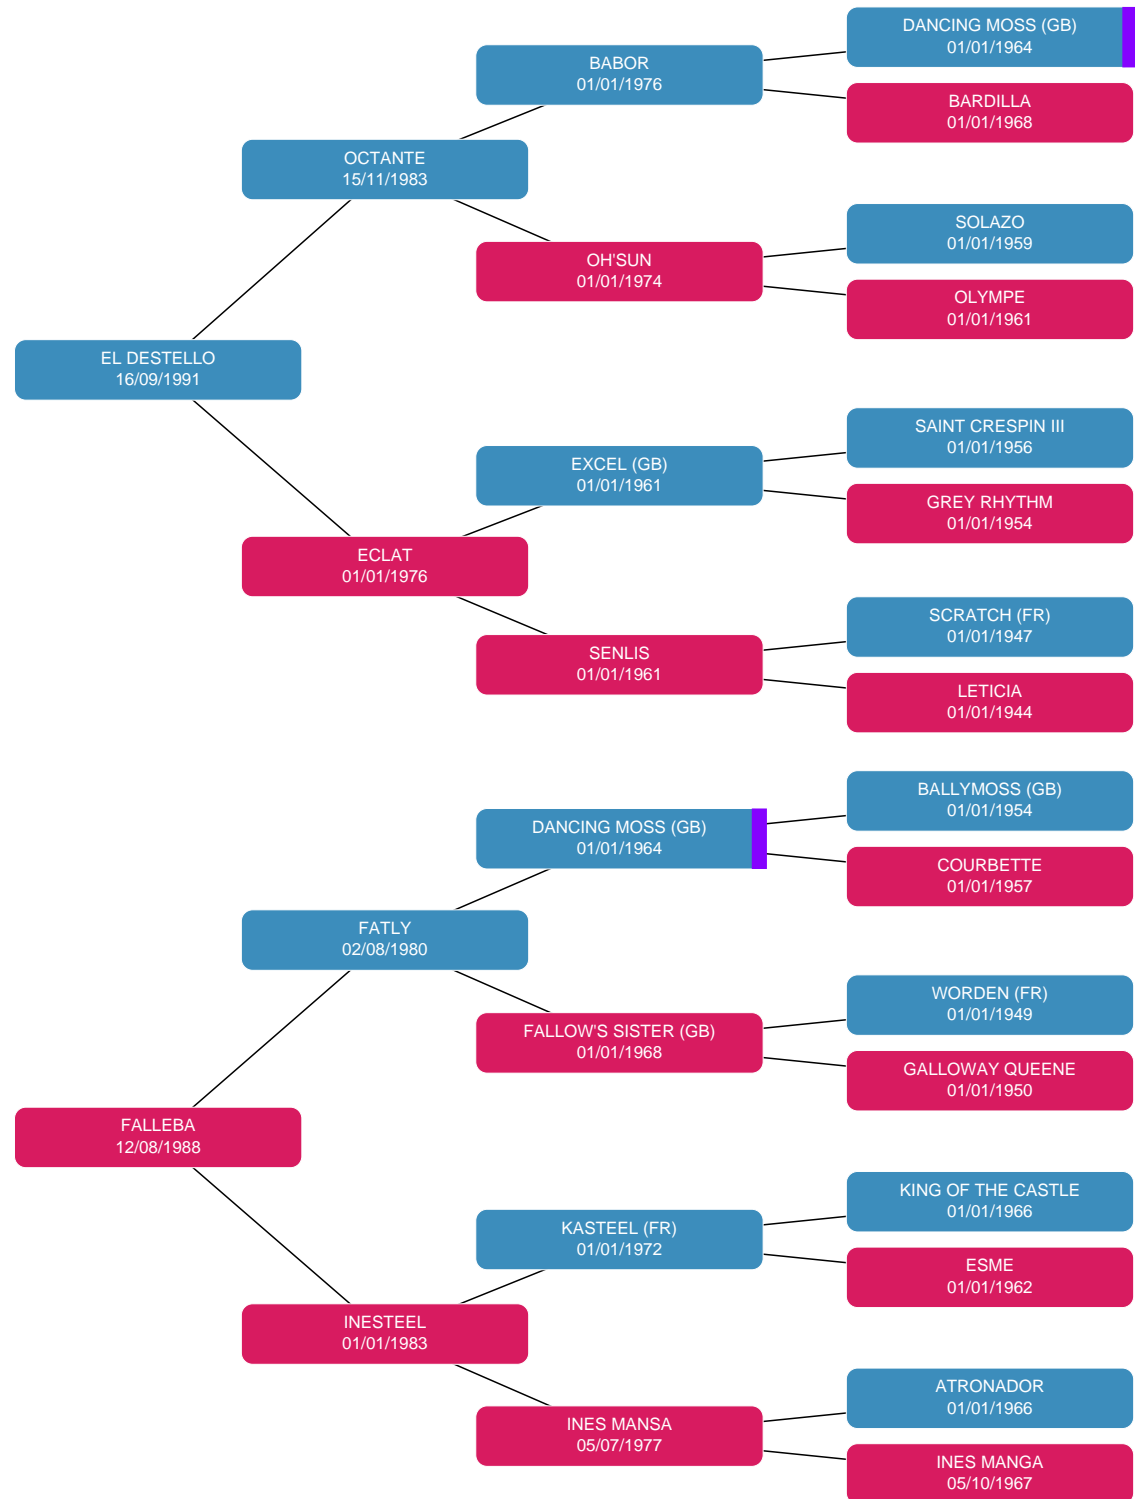 DANCING MOSS (GB)
01/01/1964
BABOR
01/01/1976
BARDILLA
01/01/1968
OCTANTE
15/11/1983
SOLAZO
01/01/1959
OH'SUN
01/01/1974
OLYMPE
01/01/1961
EL DESTELLO
16/09/1991
SAINT CRESPIN III
01/01/1956
EXCEL (GB)
01/01/1961
GREY RHYTHM
01/01/1954
ECLAT
01/01/1976
SCRATCH (FR)
01/01/1947
SENLIS
01/01/1961
LETICIA
01/01/1944
BALLYMOSS (GB)
01/01/1954
DANCING MOSS (GB)
01/01/1964
COURBETTE
01/01/1957
FATLY
02/08/1980
WORDEN (FR)
01/01/1949
FALLOW'S SISTER (GB)
01/01/1968
GALLOWAY QUEENE
01/01/1950
FALLEBA
12/08/1988
KING OF THE CASTLE
01/01/1966
KASTEEL (FR)
01/01/1972
ESME
01/01/1962
INESTEEL
01/01/1983
ATRONADOR
01/01/1966
INES MANSA
05/07/1977
INES MANGA
05/10/1967